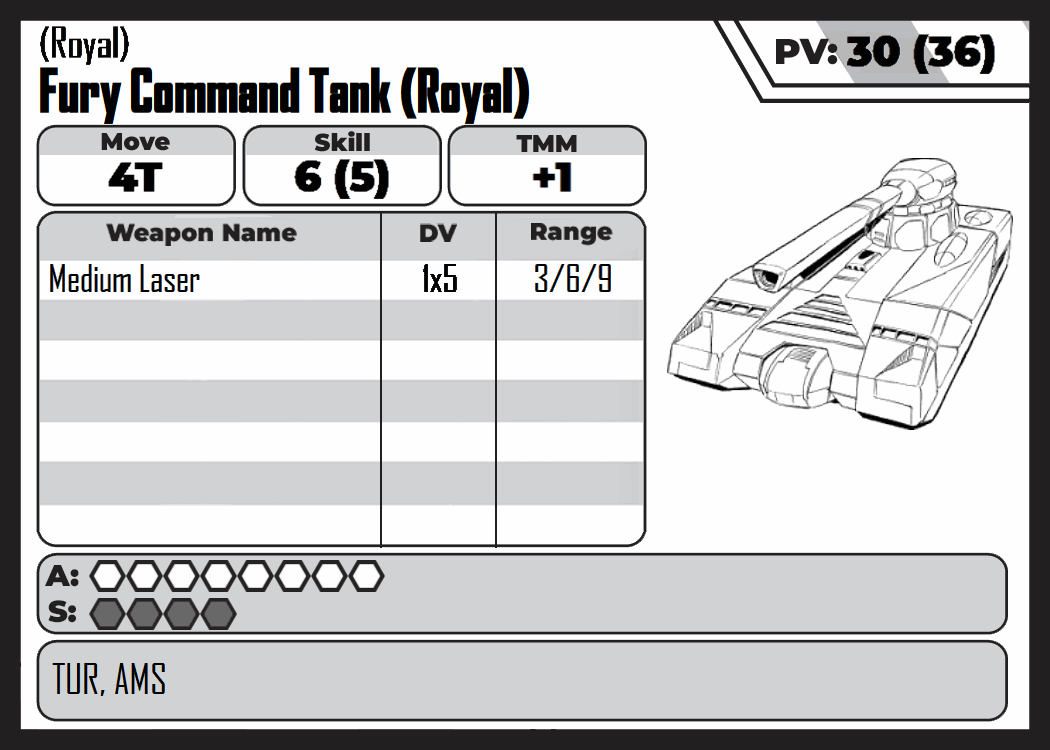 (Royal)
Fury Command Tank (Royal)
PV: 30 (36)
Move Skill TMM
4T 6 (5) +1
Weapon Name DV Range
Medium Laser 1x5 3/6/9
A:
S:
TUR, AMS